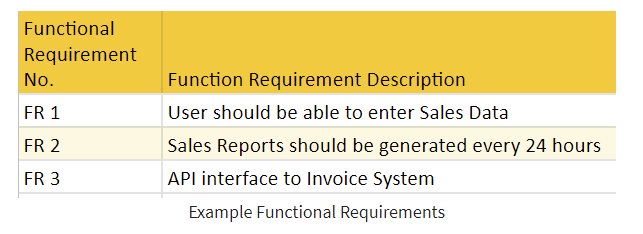 Functional
Requirement
No.
Function Requirement Description
FR 1
User should be able to enter Sales Data
FR 2
Sales Reports should be generated every 24 hours
FR 3
API interface to Invoice System
Example Functional Requirements